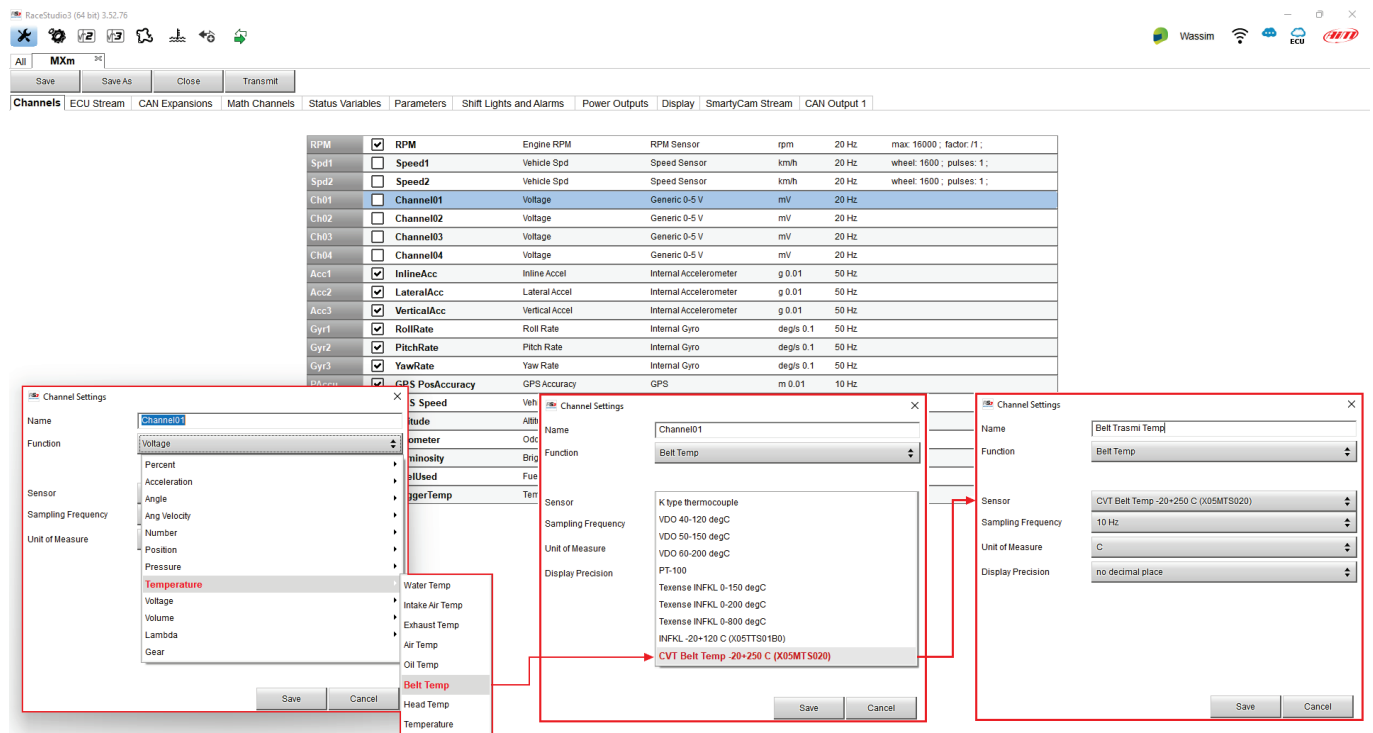 RaceStudio3 (64 bit) 3.52.76
Wassim
ECU
AIM
All MXm
Save Save As Close Transmit
Channels ECU Stream CAN Expansions Math Channels Status Variables Parameters Shift Lights and Alarms Power Outputs Display SmartyCam Stream CAN Output 1
RPM RPM Engine RPM RPM Sensor rpm 20 Hz max: 16000 ; factor: /1 ;
Spd1 Speed1 Vehicle Spd Speed Sensor km/h 20 Hz wheel: 1600 ; pulses: 1 ;
Spd2 Speed2 Vehicle Spd Speed Sensor km/h 20 Hz wheel: 1600 ; pulses: 1 ;
Ch01 Channel01 Voltage Generic 0-5 V mV 20 Hz
Ch02 Channel02 Voltage Generic 0-5 V mV 20 Hz
Ch03 Channel03 Voltage Generic 0-5 V mV 20 Hz
Ch04 Channel04 Voltage Generic 0-5 V mV 20 Hz
Acc1 InlineAcc Inline Accel Internal Accelerometer g 0.01 50 Hz
Acc2 LateralAcc Lateral Accel Internal Accelerometer g 0.01 50 Hz
Acc3 VerticalAcc Vertical Accel Internal Accelerometer g 0.01 50 Hz
Gyr1 RollRate Roll Rate Internal Gyro deg/s 0.1 50 Hz
Gyr2 PitchRate Pitch Rate Internal Gyro deg/s 0.1 50 Hz
Gyr3 YawRate Yaw Rate Internal Gyro deg/s 0.1 50 Hz
PAccu GPS PosAccuracy GPS Accuracy GPS m 0.01 10 Hz
S Speed Veh
itude Altit
ometer Odo
minosity Brig
elUsed Fue
ggerTemp Tem
Channel Settings
Name Channel01
Function Voltage
Sensor
Sampling Frequency
Unit of Measure
Percent
Acceleration
Angle
Ang Velocity
Number
Position
Pressure
Temperature
Voltage
Volume
Lambda
Gear
Save Cancel
Water Temp
Intake Air Temp
Exhaust Temp
Air Temp
Oil Temp
Belt Temp
Head Temp
Temperature
Channel Settings
Name Channel01
Function Belt Temp
Sensor
Sampling Frequency
Unit of Measure
Display Precision
K type thermocouple
VDO 40-120 degC
VDO 50-150 degC
VDO 60-200 degC
PT-100
Texense INFKL 0-150 degC
Texense INFKL 0-200 degC
Texense INFKL 0-800 degC
INFKL -20+120 C (X05TTS01B0)
CVT Belt Temp -20+250 C (X05MTS020)
Save Cancel
Channel Settings
Name Belt Trasmi Temp
Function Belt Temp
Sensor CVT Belt Temp -20+250 C (X05MTS020)
Sampling Frequency 10 Hz
Unit of Measure C
Display Precision no decimal place
Save Cancel